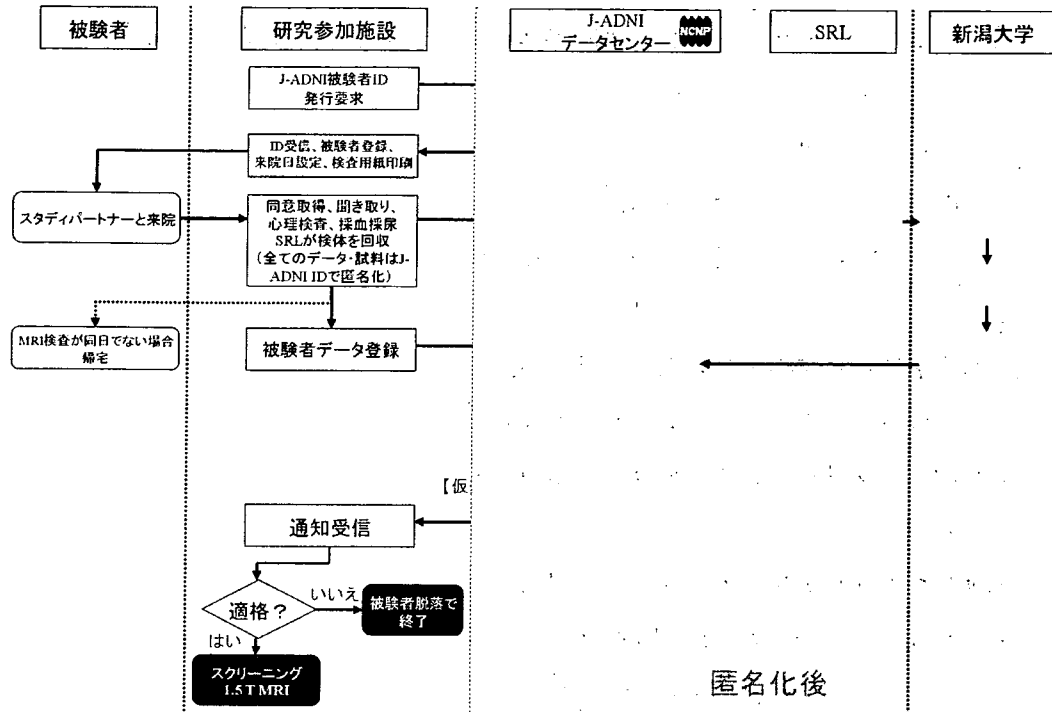 被験者
研究参加施設
J-ADNI
データセンター
NCNP
SRL
新潟大学
J-ADNI被験者ID
発行要求
ID受信、被験者登録、
来院日設定、検査用紙印刷
スタディパートナーと来院
同意取得、聞き取り、
心理検査、採血採尿
SRLが検体を回収
（全てのデータ・試料はJ-
ADNI IDで匿名化）
MRI検査が同日でない場合
帰宅
被験者データ登録
【仮
通知受信
適格？
いいえ
被験者脱落で
終了
はい
スクリーニング
1.5T MRI
匿名化後